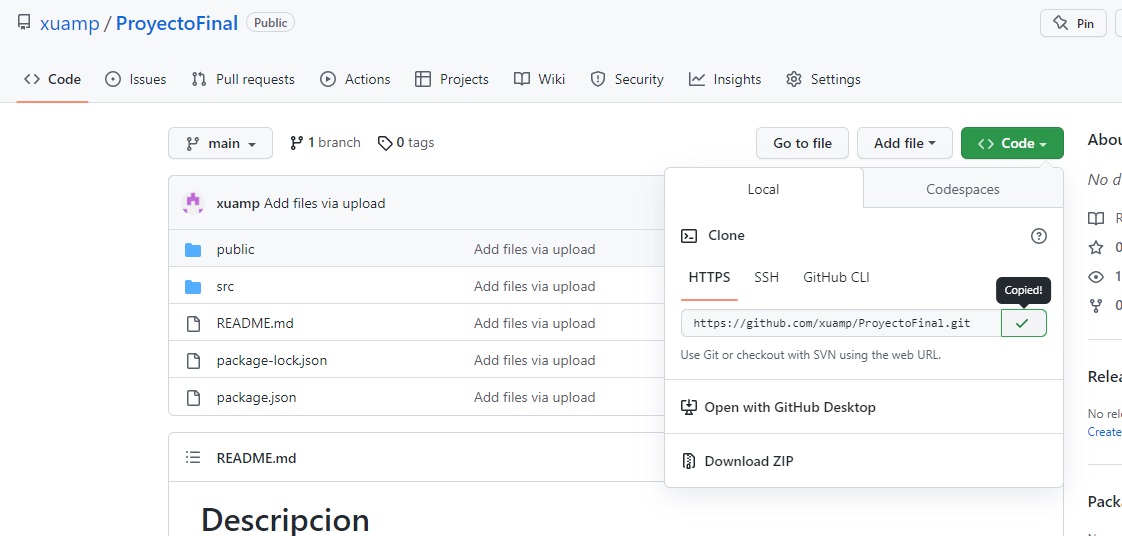 xuamp / ProyectoFinal Public Pin
Code Issues Pull requests Actions Projects Wiki Security Insights Settings
main 1 branch 0 tags Go to file Add file Code
xuamp Add files via upload
public Add files via upload
src Add files via upload
README.md Add files via upload
package-lock.json Add files via upload
package.json Add files via upload
README.md
Descripcion
Local Codespaces
Clone
HTTPS SSH GitHub CLI
Copied!
https://github.com/xuamp/ProyectoFinal.git
Use Git or checkout with SVN using the web URL.
Open with GitHub Desktop
Download ZIP
Abou
No d
R
0
1
0
Relea
No rele
Create
Pack